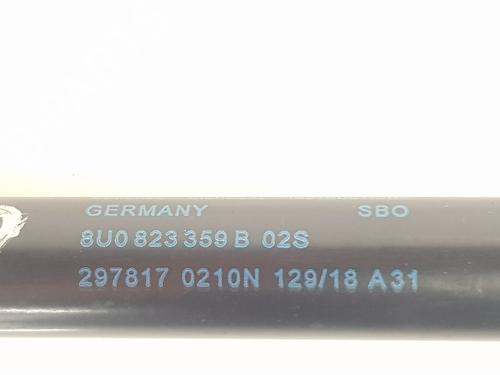 GERMANY SBO
8U0 823 359 B 02S
297817 0210N 129/18 A31